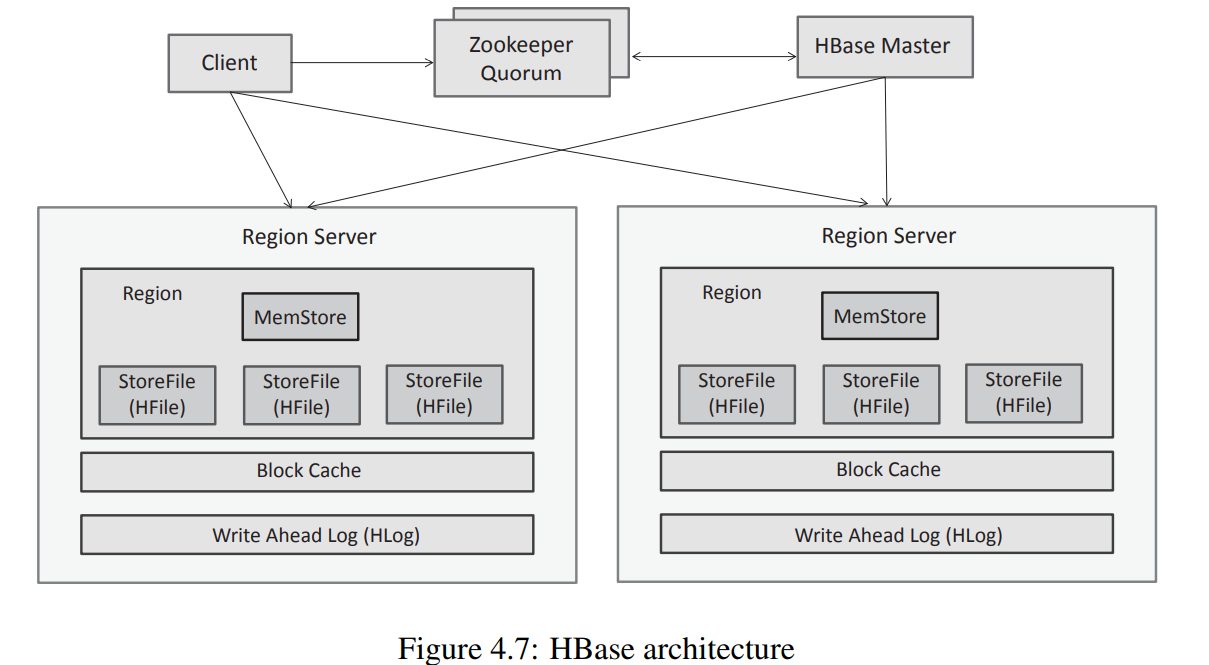 Client
Zookeeper
Quorum
HBase Master
Region Server
Region
MemStore
StoreFile
(HFile)
StoreFile
(HFile)
StoreFile
(HFile)
Block Cache
Write Ahead Log (HLog)
Region Server
Region
MemStore
StoreFile
(HFile)
StoreFile
(HFile)
StoreFile
(HFile)
Block Cache
Write Ahead Log (HLog)
Figure 4.7: HBase architecture